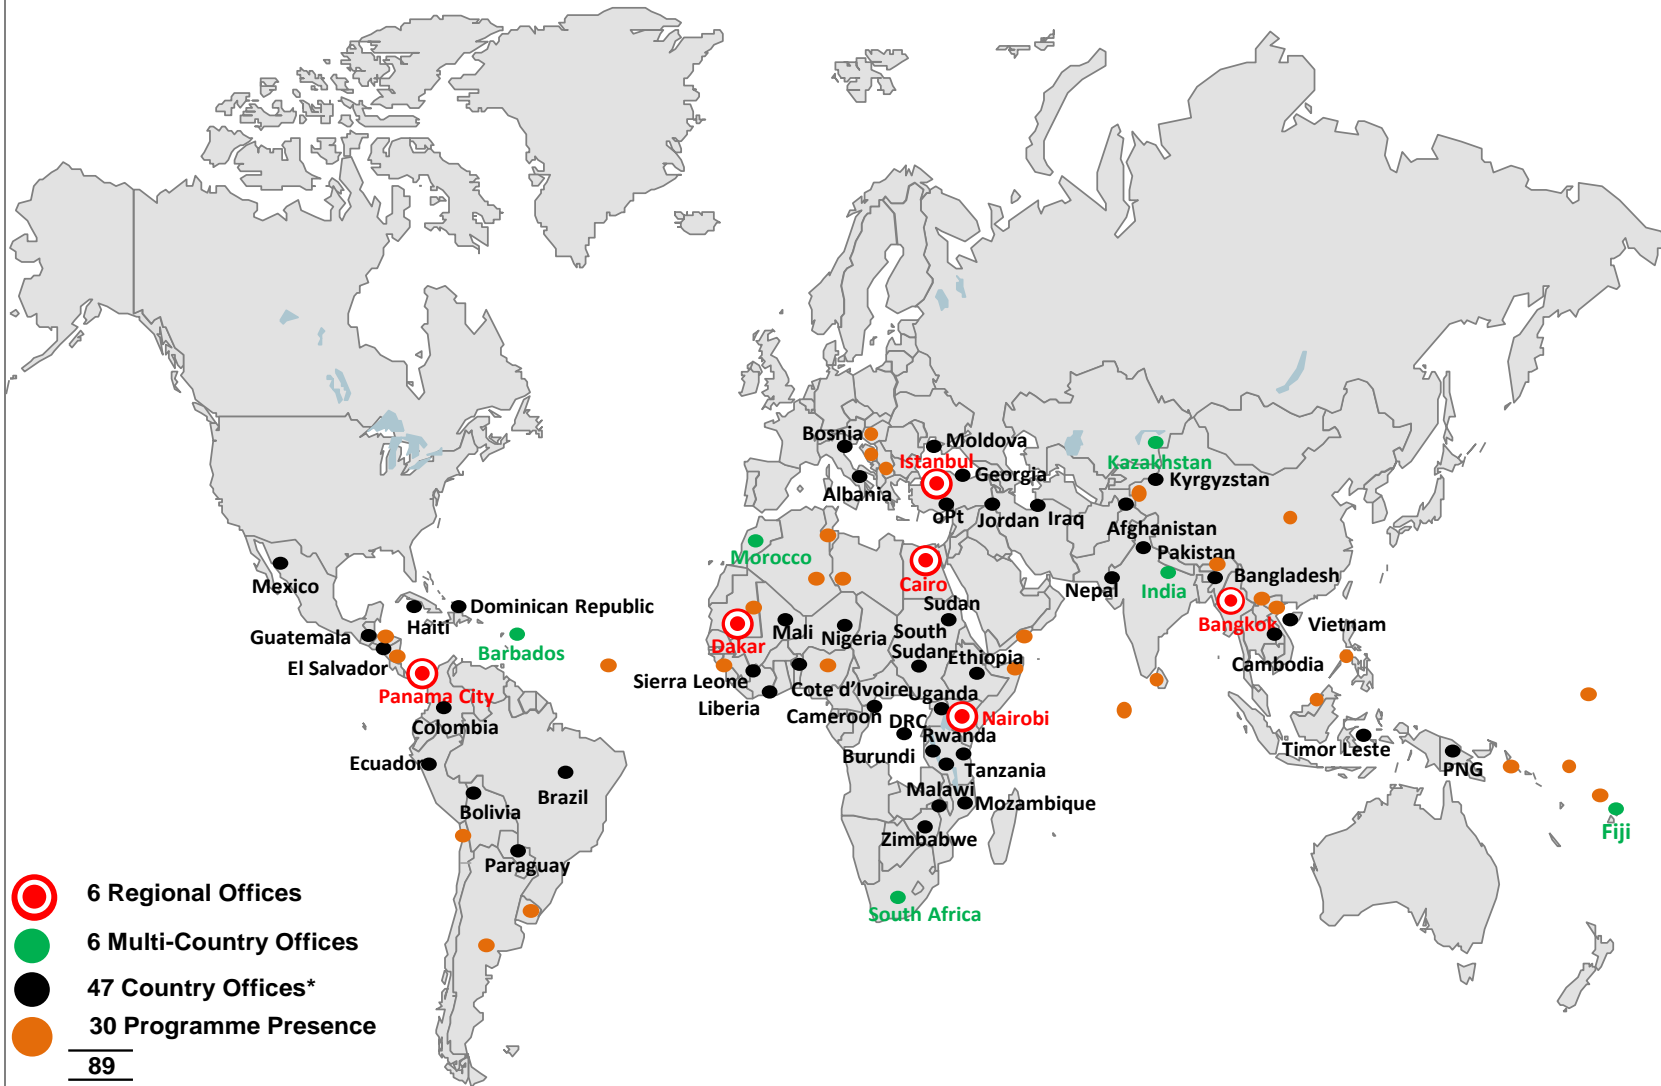 Bosnia
Moldova
Istanbul
Kazakhstan
Georgia
Kyrgyzstan
Albania
oPt
Jordan
Iraq
Afghanistan
Morocco
Pakistan
Mexico
Cairo
Nepal
India
Bangladesh
Dominican Republic
Sudan
Haiti
Guatemala
Mali
Nigeria
South
Sudan
Bangkok
Vietnam
Barbados
Dakar
El Salvador
Ethiopia
Cambodia
Sierra Leone
Panama City
Cote d'Ivoire
Uganda
Liberia
Cameroon
DRC
Nairobi
Colombia
Rwanda
Timor Leste
Burundi
Ecuador
Tanzania
PNG
Malawi
Brazil
Mozambique
Bolivia
Fiji
Zimbabwe
Paraguay
South Africa
6 Regional Offices
6 Multi-Country Offices
47 Country Offices*
30 Programme Presence
89